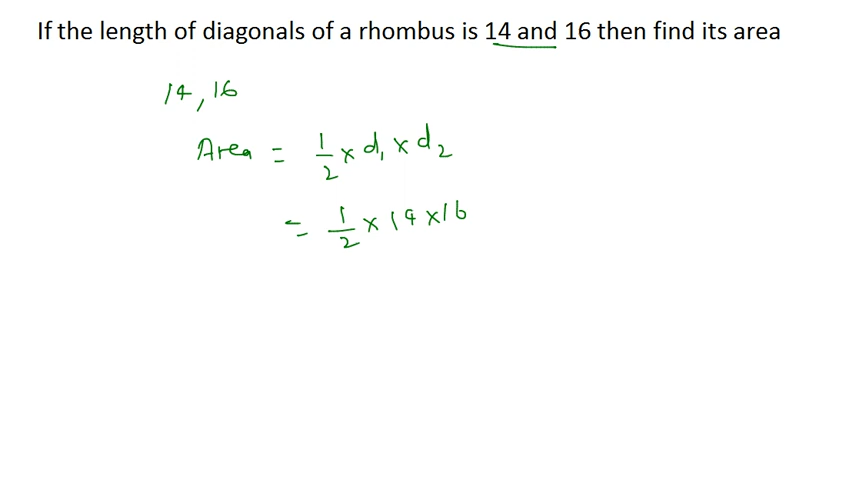 If the length of diagonals of a rhombus is 14 and 16 then find its area
14, 16
Area = 1/2 × d₁ × d₂
= 1/2 × 14 × 16